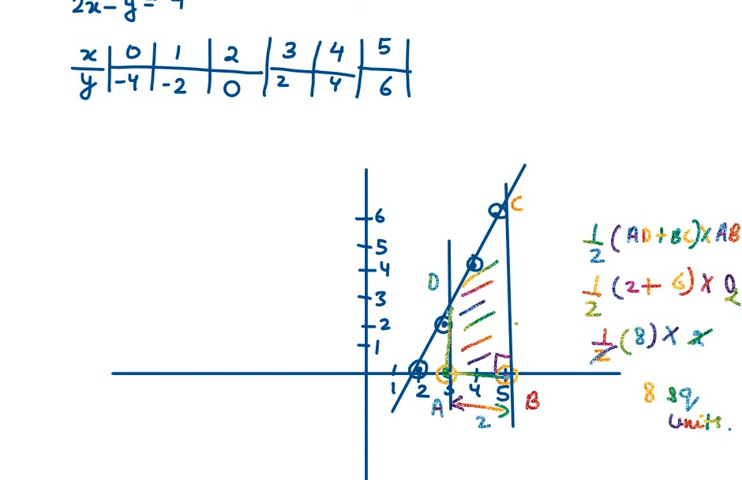 2x - y = 4
x | 0 | 1 | 2 | 3 | 4 | 5
y | -4 | -2 | 0 | 2 | 4 | 6
6
5
4
3
2
1
C
D
1 2 3 4 5
A B
2
1/2 (AD + BC) × AB
1/2 (2 + 6) ×
1/2 (8) × 2
8 sq
units.